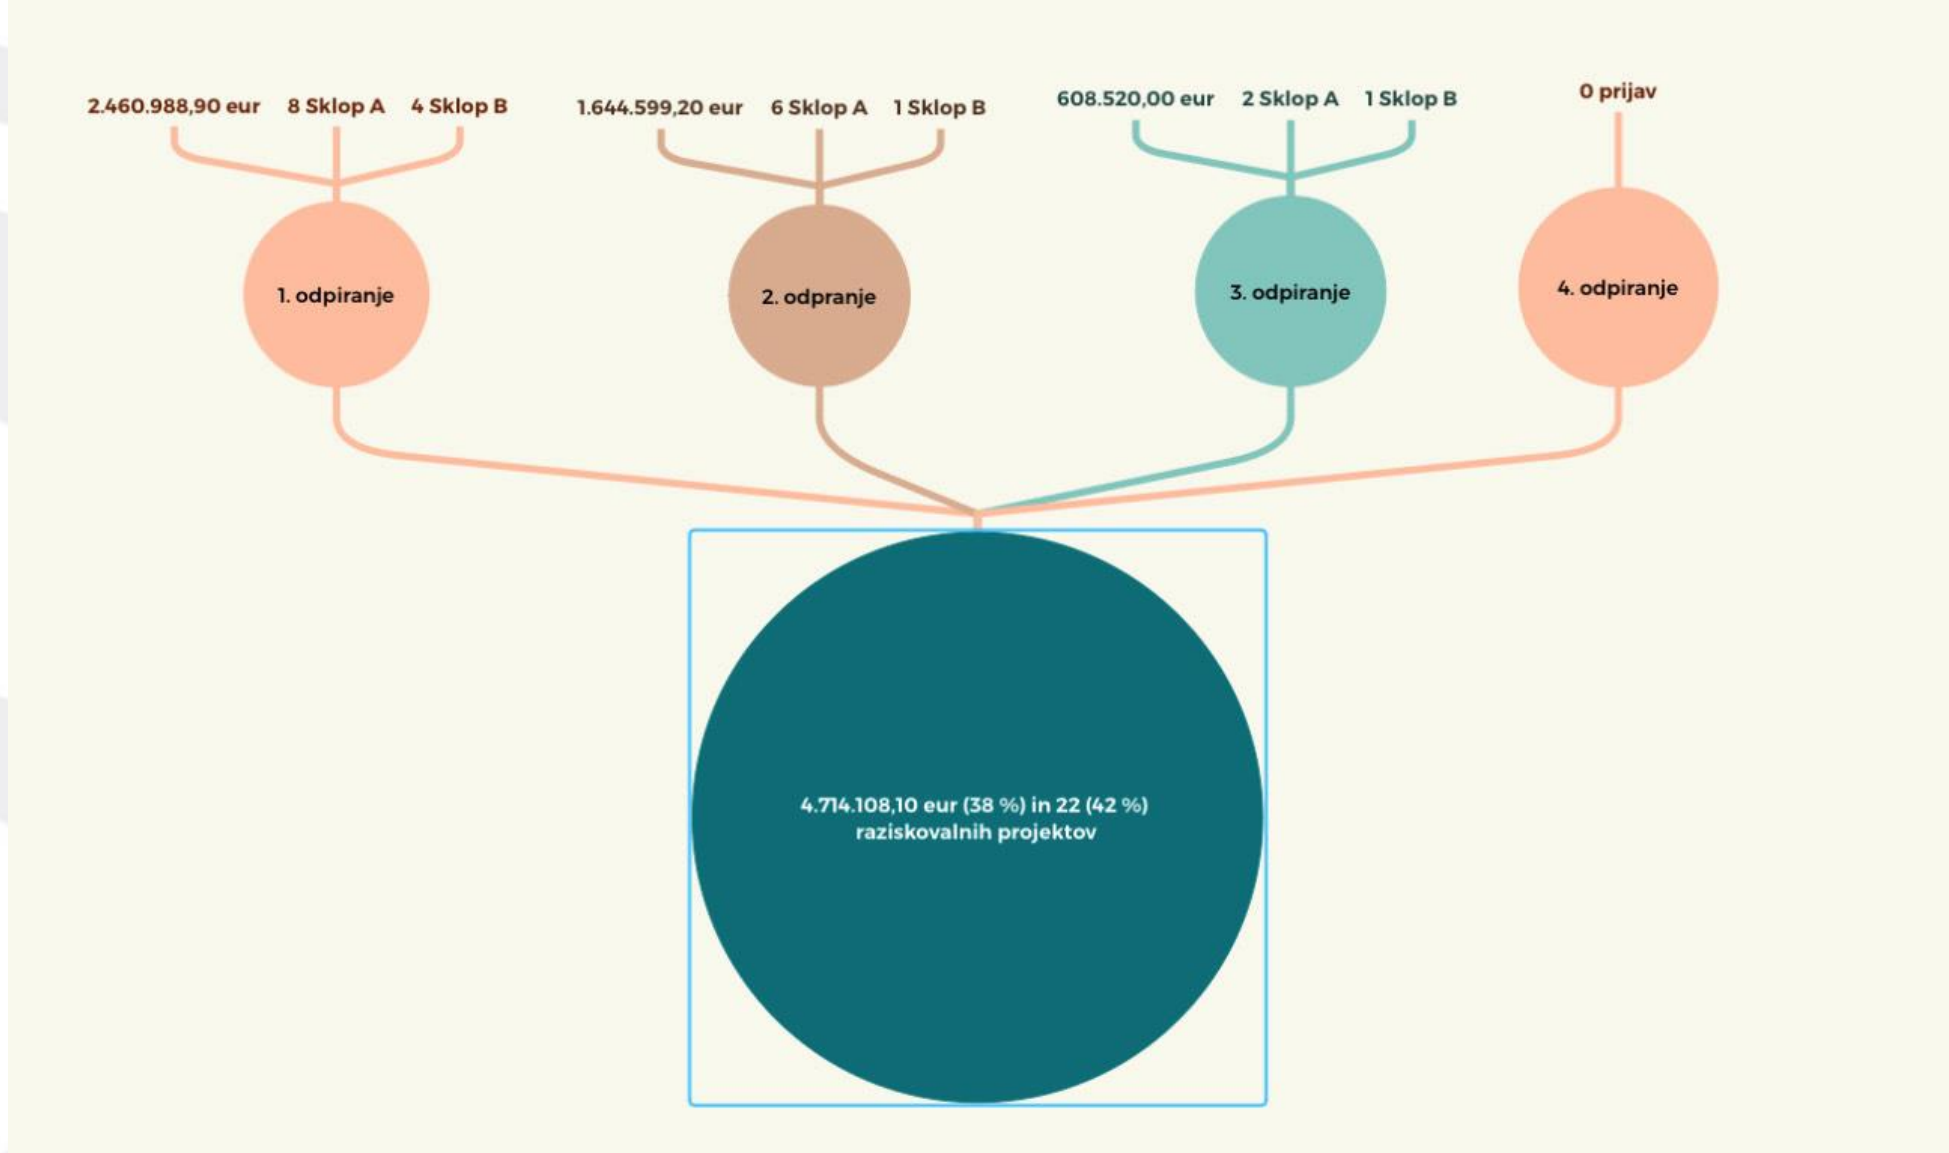 2.460.988,90 eur
8 Sklop A
4 Sklop B
1.644.599,20 eur
6 Sklop A
1 Sklop B
608.520,00 eur
2 Sklop A
1 Sklop B
0 prijav
1. odpiranje
2. odpranje
3. odpiranje
4. odpiranje
4.714.108,10 eur (38 %) in 22 (42 %)
raziskovalnih projektov